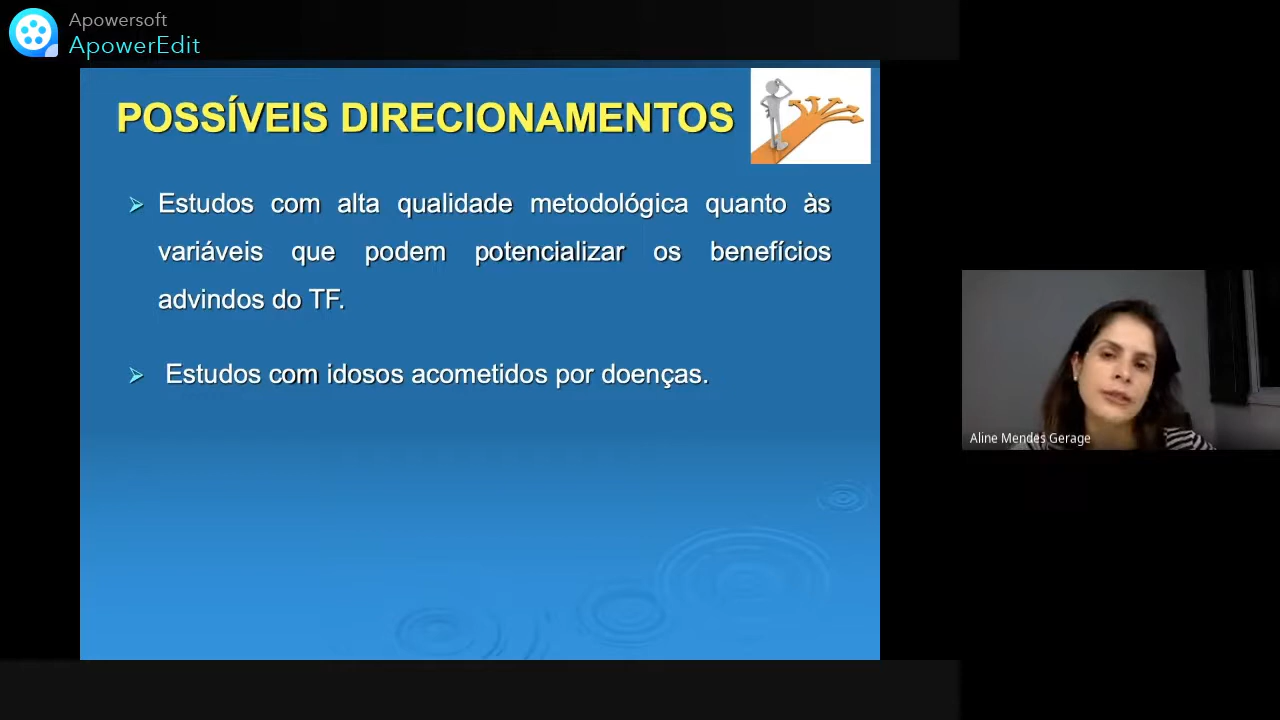 Apowersoft
ApowerEdit
POSSÍVEIS DIRECIONAMENTOS
Estudos com alta qualidade metodológica quanto às
variáveis que podem potencializar os benefícios
advindos do TF.
Estudos com idosos acometidos por doenças.
Aline Mendes Gerage